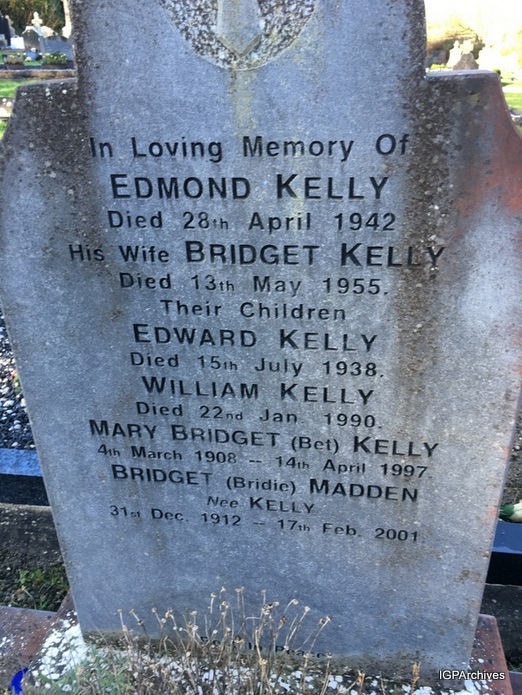 In Loving Memory Of
EDMOND KELLY
Died 28th April 1942
His Wife BRIDGET KELLY
Died 13th May 1955.
Their Children
EDWARD KELLY
Died 15th July 1938.
WILLIAM KELLY
Died 22nd Jan. 1990.
MARY BRIDGET (Bet) KELLY
4th March 1908 -- 14th April 1997.
BRIDGET (Bridie) MADDEN
Nee KELLY
31st Dec. 1912 -- 17th Feb. 2001.
In Peace
IGPArchives